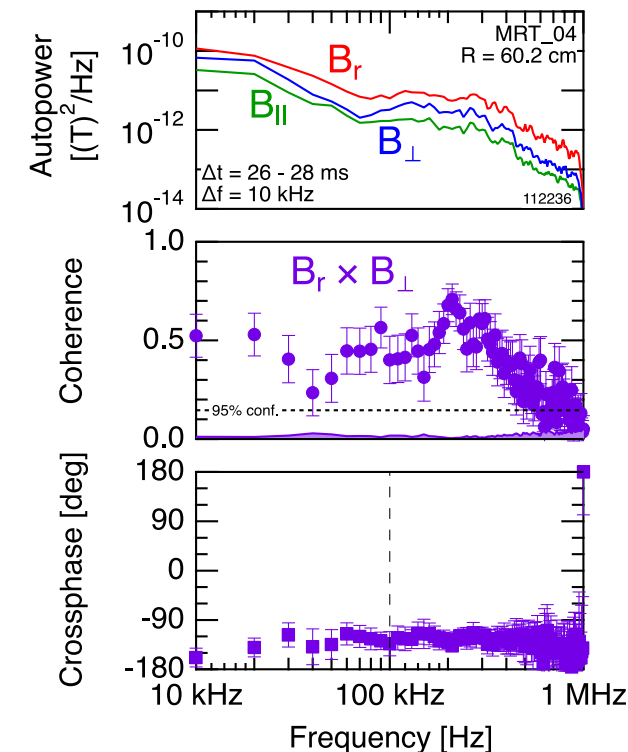 MRT_04
R = 60.2 cm
Autopower
[(T)²/Hz]
10⁻¹⁰
10⁻¹²
10⁻¹⁴
B_r
B_||
B_⊥
Δt = 26 - 28 ms
Δf = 10 kHz
112236
Coherence
1.0
0.5
0.0
B_r × B_⊥
95% conf.
Crossphase [deg]
180
90
0
-90
-180
10 kHz
100 kHz
1 MHz
Frequency [Hz]